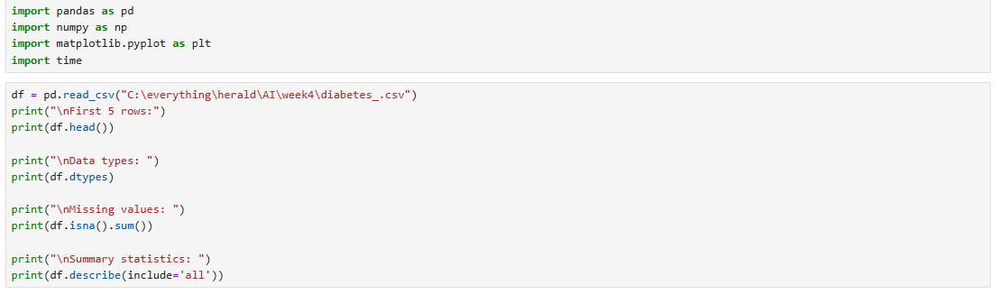 import pandas as pd
import numpy as np
import matplotlib.pyplot as plt
import time
df = pd.read_csv("C:\everything\herald\AI\week4\diabetes_.csv")
print("\nFirst 5 rows:")
print(df.head())
print("\nData types: ")
print(df.dtypes)
print("\nMissing values: ")
print(df.isna().sum())
print("\nSummary statistics: ")
print(df.describe(include='all'))